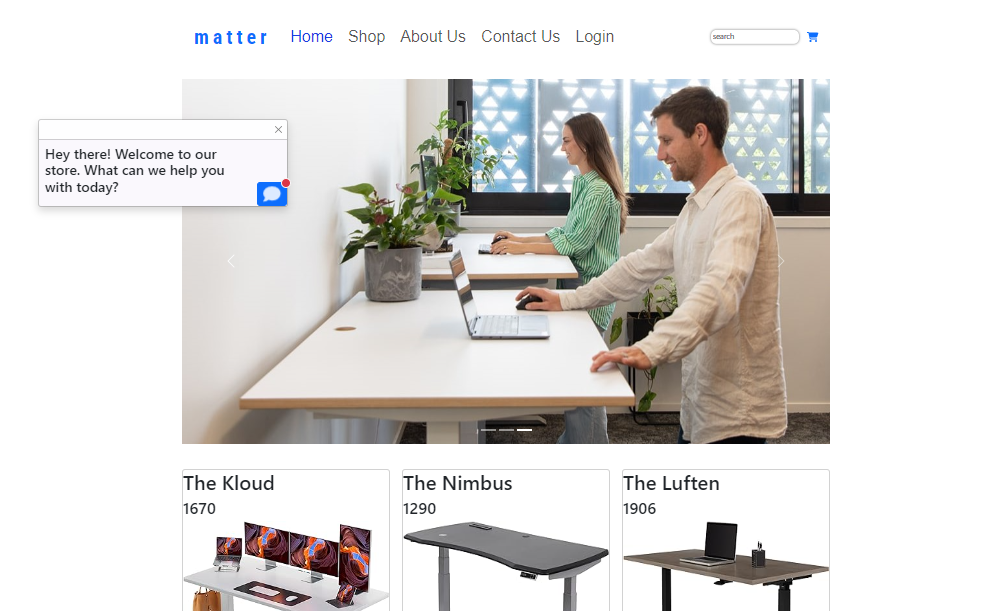 matter
Home
Shop
About Us
Contact Us
Login
search
Hey there! Welcome to our
store. What can we help you
with today?
The Kloud
1670
The Nimbus
1290
The Luften
1906